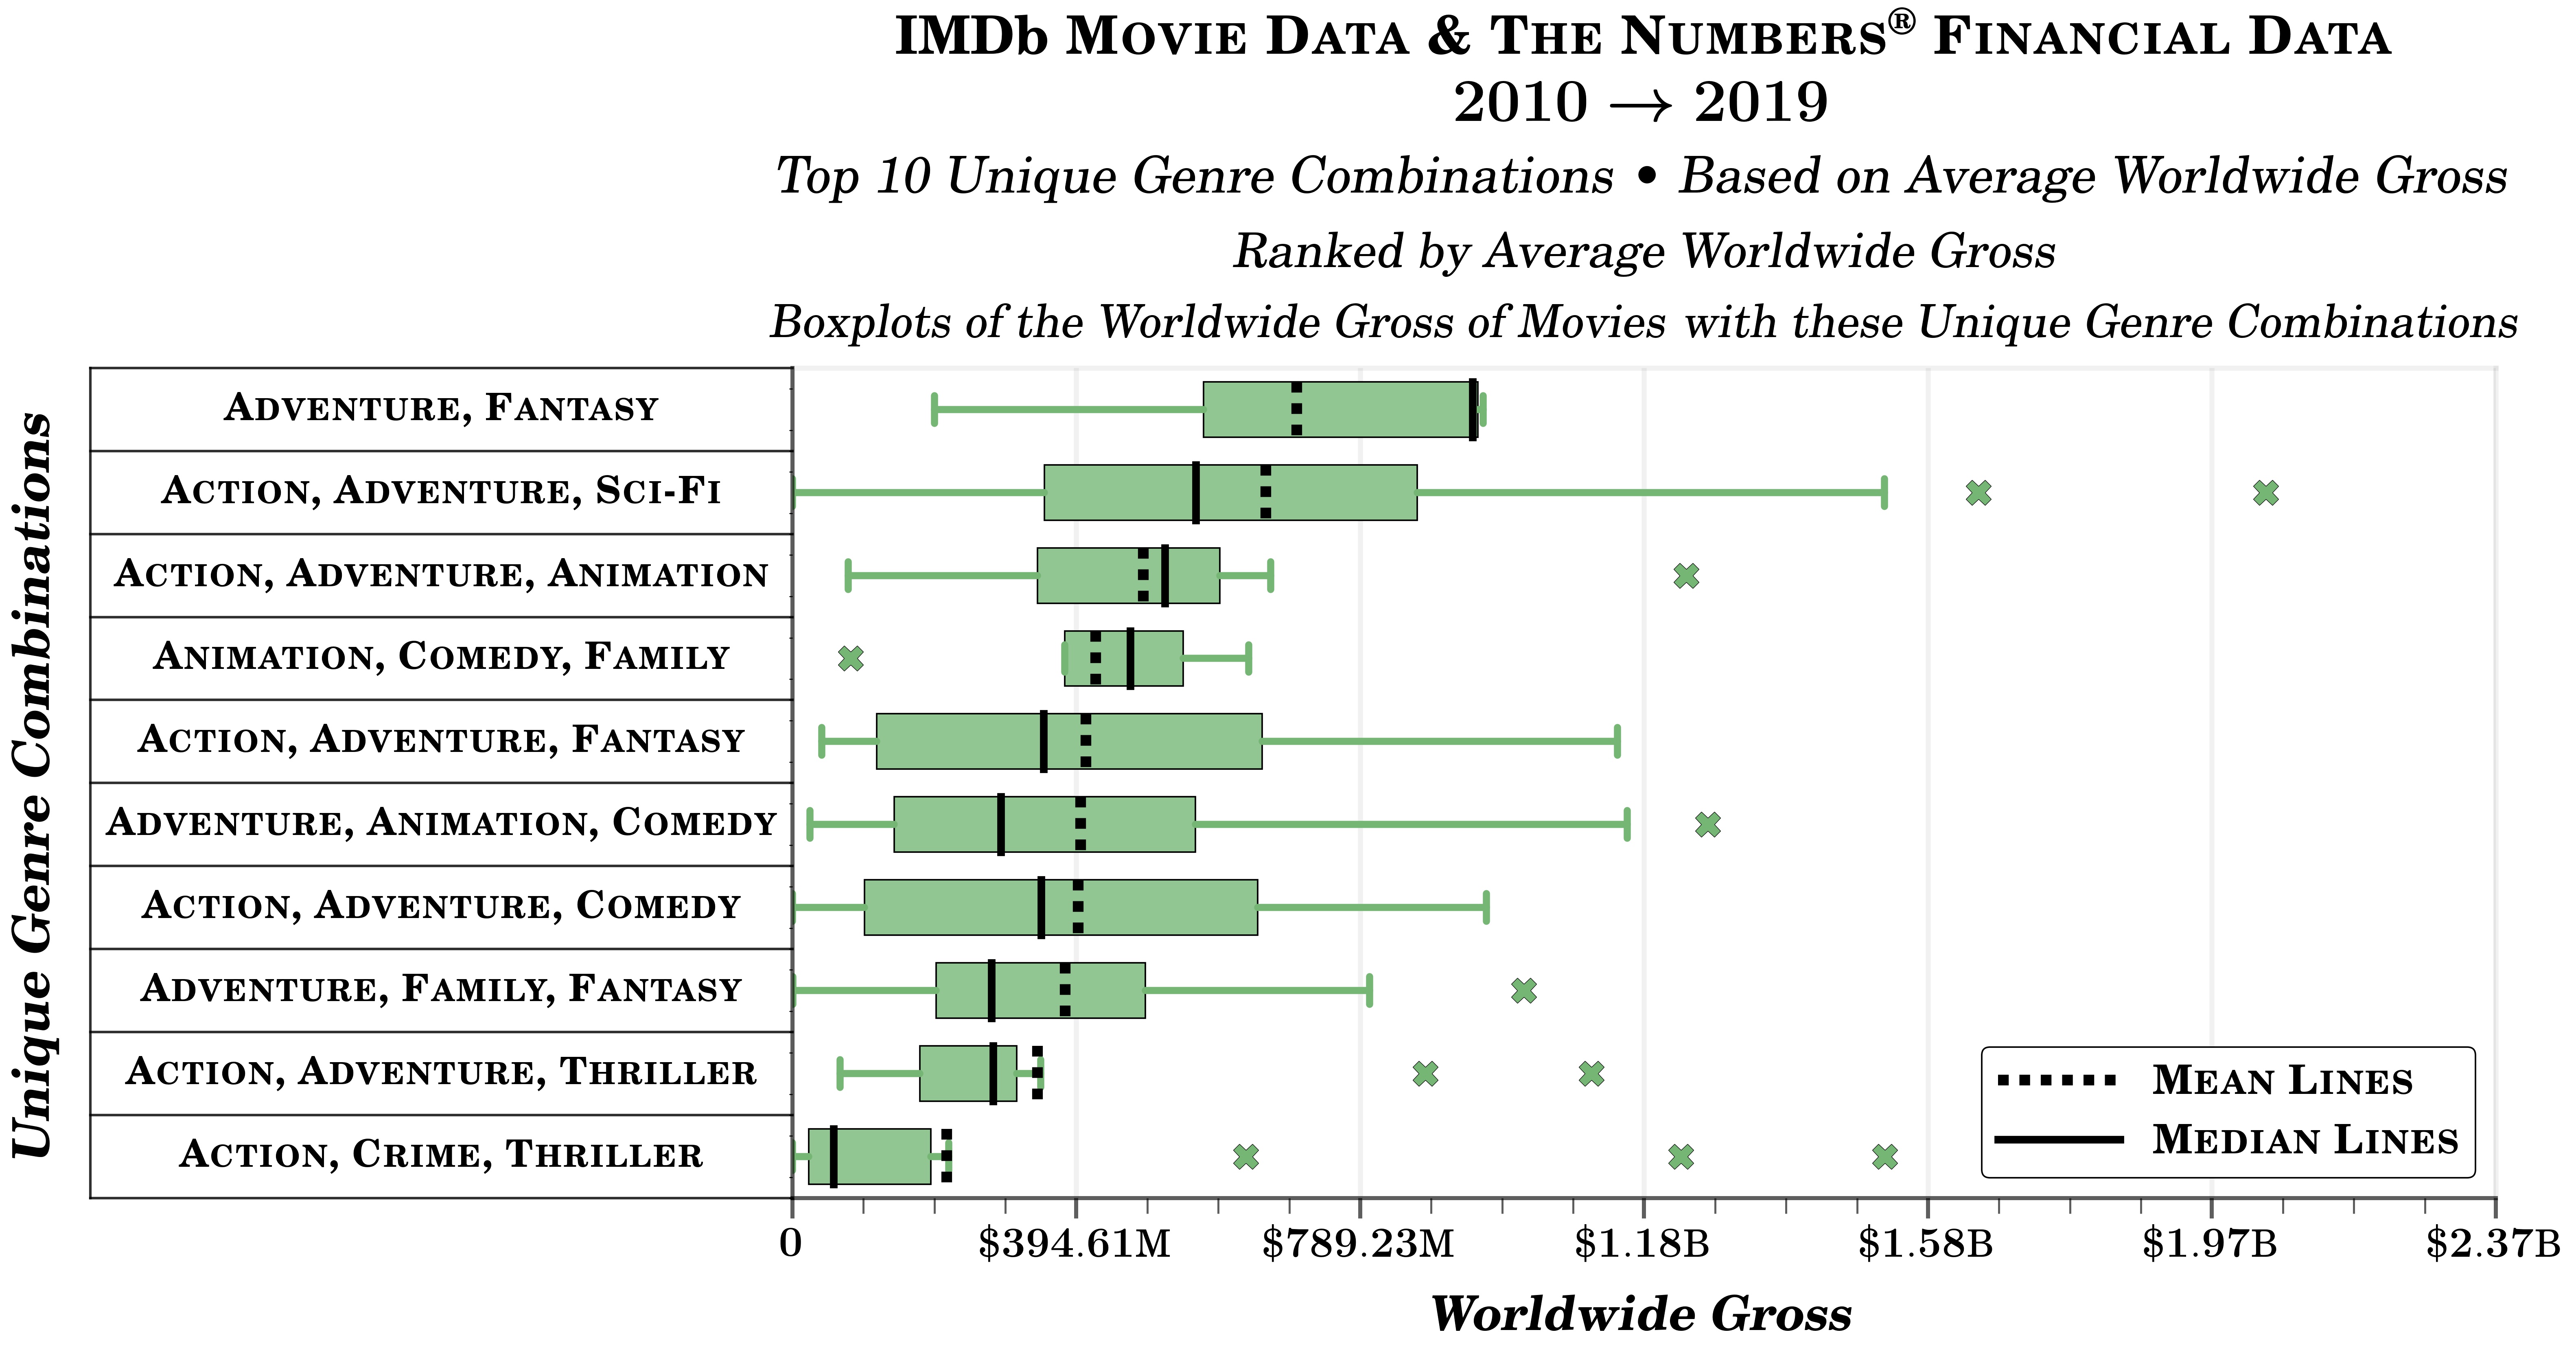 IMDb Movie Data & The Numbers® Financial Data
2010 → 2019
Top 10 Unique Genre Combinations • Based on Average Worldwide Gross
Ranked by Average Worldwide Gross
Boxplots of the Worldwide Gross of Movies with these Unique Genre Combinations
Unique Genre Combinations
Adventure, Fantasy
Action, Adventure, Sci-Fi
Action, Adventure, Animation
Animation, Comedy, Family
Action, Adventure, Fantasy
Adventure, Animation, Comedy
Action, Adventure, Comedy
Adventure, Family, Fantasy
Action, Adventure, Thriller
Action, Crime, Thriller
Mean Lines
Median Lines
0 $394.61M $789.23M $1.18B $1.58B $1.97B $2.37B
Worldwide Gross